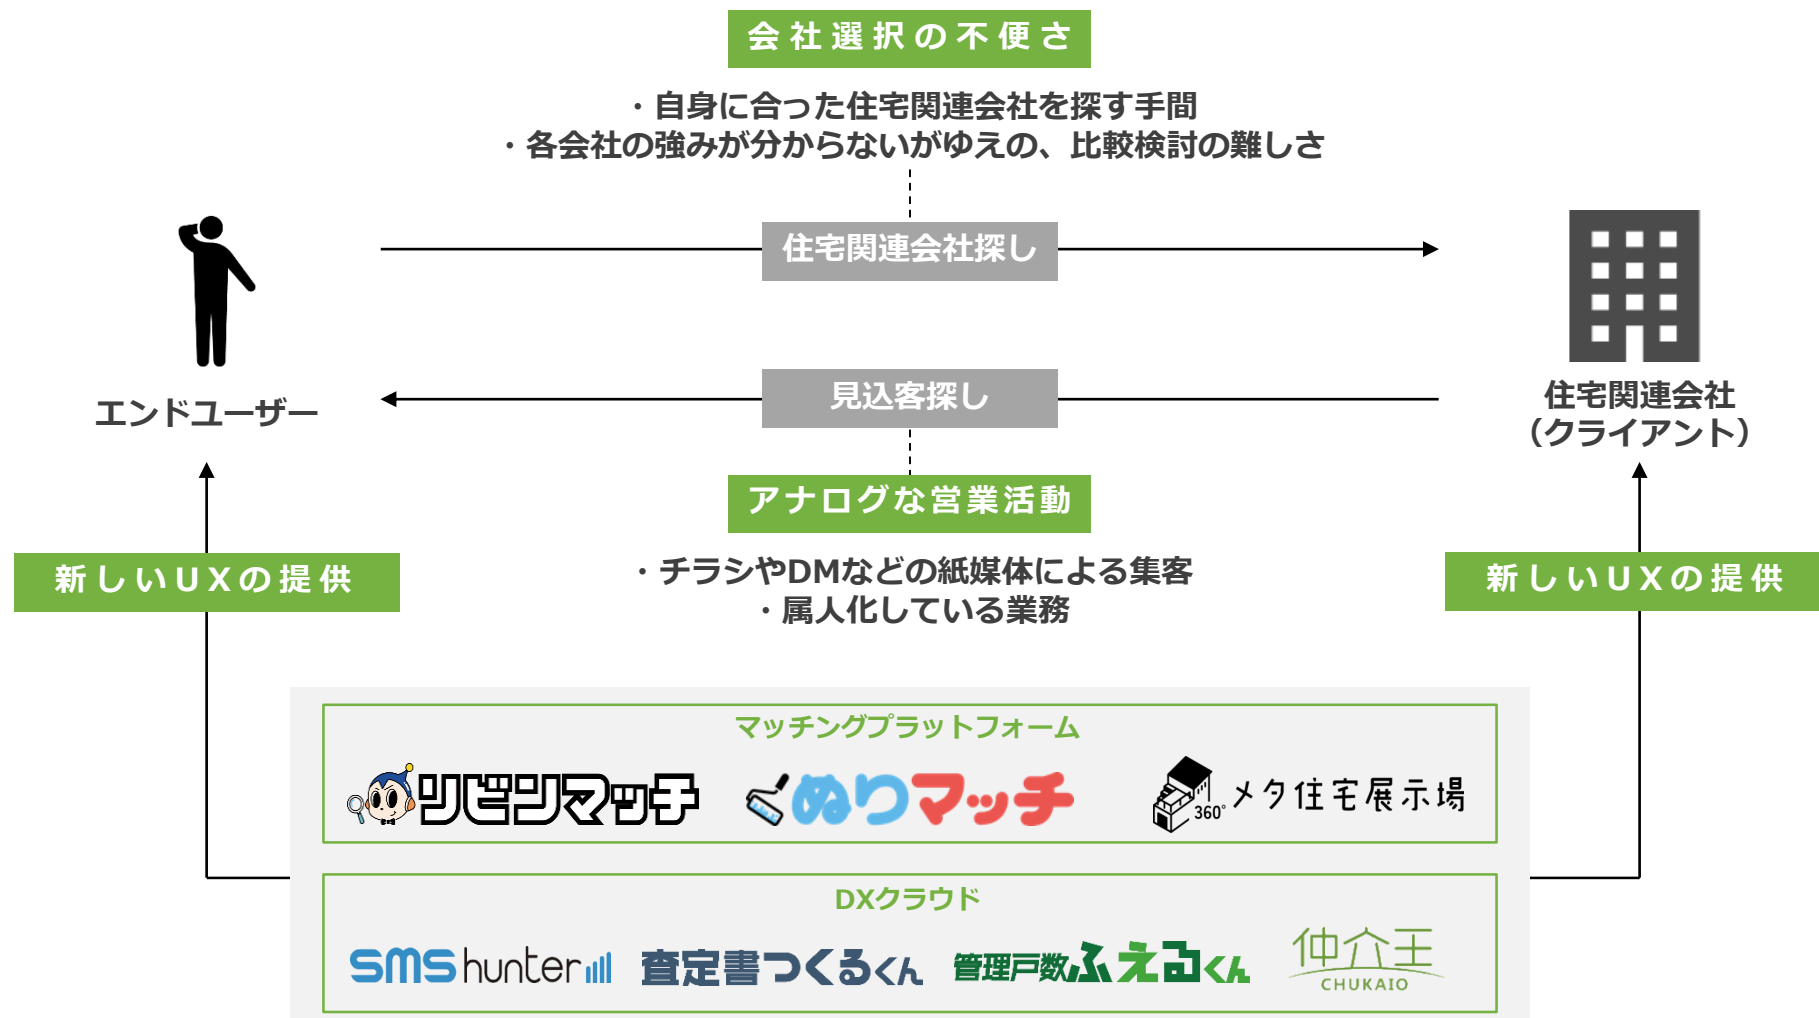 会社選択の不便さ
・自身に合った住宅関連会社を探す手間
・各会社の強みが分からないがゆえの、比較検討の難しさ
住宅関連会社探し
見込客探し
エンドユーザー
住宅関連会社
（クライアント）
アナログな営業活動
・チラシやDMなどの紙媒体による集客
・属人化している業務
新しいUXの提供
新しいUXの提供
マッチングプラットフォーム
リビンマッチ
ぬりマッチ
360°
メタ住宅展示場
DXクラウド
SMS hunter
査定書つくるくん
管理戸数ふえるくん
仲介王
CHUKAIO